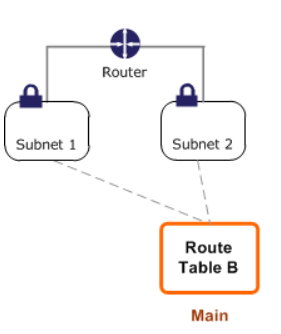 Router
Subnet 1
Subnet 2
Route
Table B
Main